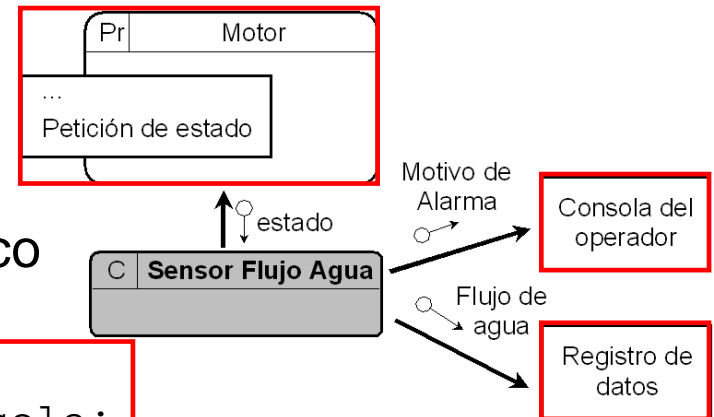 Pr Motor
...
Petición de estado
estado
Motivo de
Alarma
Consola del
operador
co
C Sensor Flujo Agua
Flujo de
agua
Registro de
datos